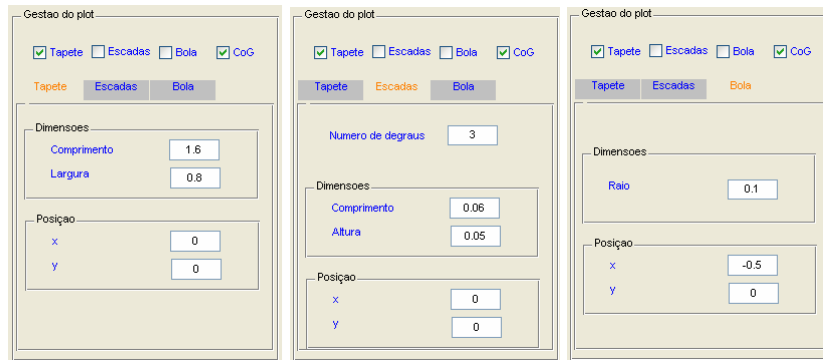 Gestao do plot
Tapete Escadas Bola CoG
Tapete Escadas Bola
Dimensoes
Comprimento 1.6
Largura 0.8
Posiçao
x 0
y 0
Gestao do plot
Tapete Escadas Bola CoG
Tapete Escadas Bola
Numero de degraus 3
Dimensoes
Comprimento 0.06
Altura 0.05
Posiçao
x 0
y 0
Gestao do plot
Tapete Escadas Bola CoG
Tapete Escadas Bola
Dimensoes
Raio 0.1
Posiçao
x -0.5
y 0